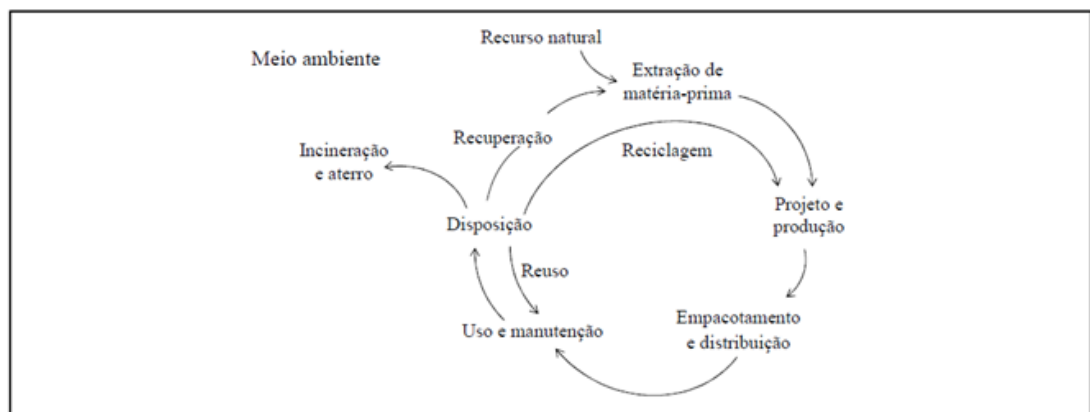 Recurso natural
Meio ambiente
Extração de
matéria-prima
Recuperação
Reciclagem
Incineração
e aterro
Projeto e
produção
Disposição
Reuso
Uso e manutenção
Empacotamento
e distribuição